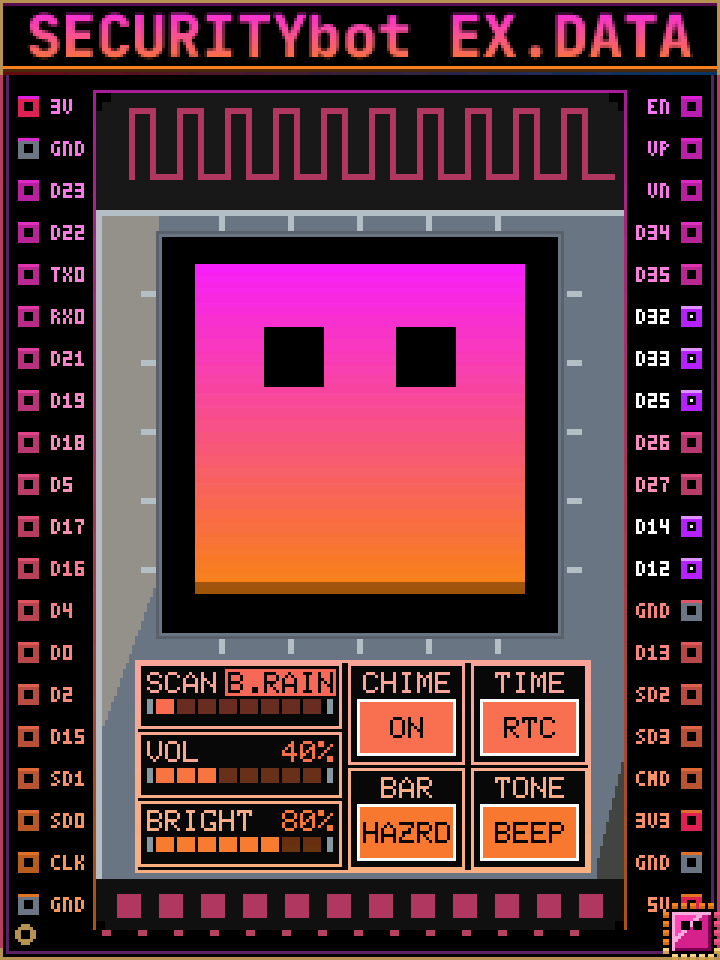 SECURITYbot EX.DATA
3V
GND
D23
D22
TX0
RX0
D21
D19
D18
D5
D17
D16
D4
D0
D2
D15
SD1
SD0
CLK
GND
EN
VP
VN
D34
D35
D32
D33
D25
D26
D27
D14
D12
GND
D13
SD2
SD3
CMD
3V3
GND
5V
SCAN B.RAIN
VOL 40%
BRIGHT 80%
CHIME
ON
TIME
RTC
BAR
HAZRD
TONE
BEEP